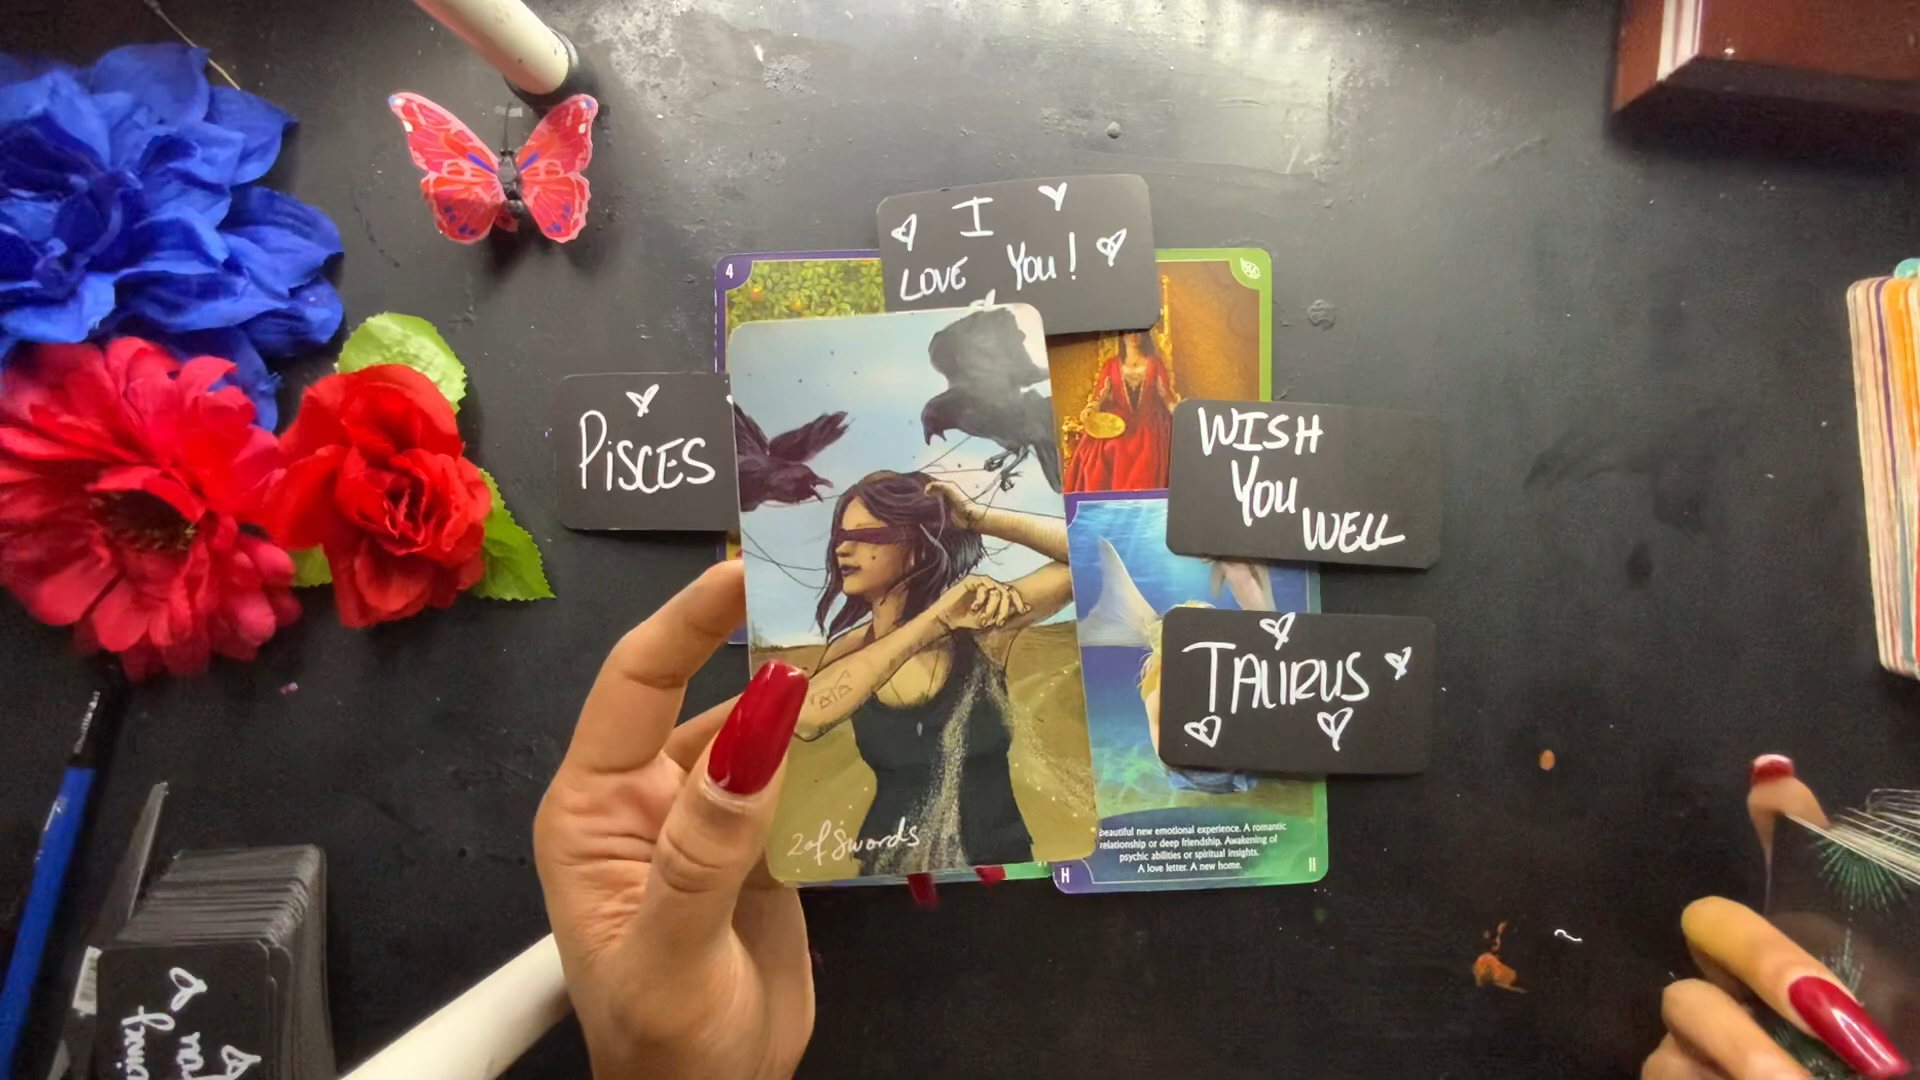 4
I
LOVE YOU!
PISCES
WISH
YOU
WELL
TAURUS
2 of Swords
beautiful new emotional experience. A romantic
relationship or deep friendship. Awakening of
psychic abilities or spiritual insights.
A love letter. A new home.
H
II